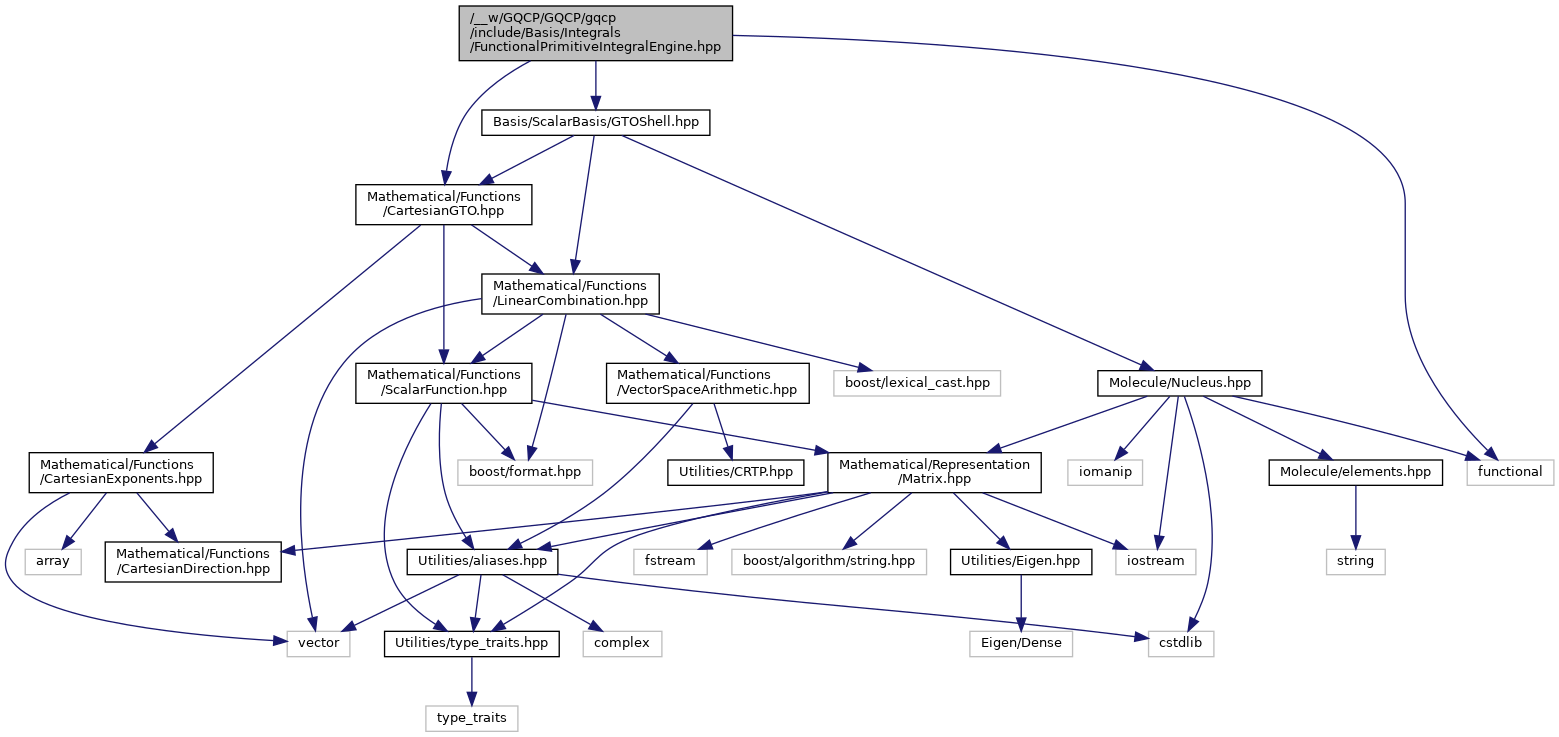 /__w/GQCP/GQCP/gqcp
/include/Basis/Integrals
/FunctionalPrimitiveIntegralEngine.hpp
Basis/ScalarBasis/GTOShell.hpp
Mathematical/Functions
/CartesianGTO.hpp
Mathematical/Functions
/LinearCombination.hpp
Mathematical/Functions
/ScalarFunction.hpp
Mathematical/Functions
/VectorSpaceArithmetic.hpp
boost/lexical_cast.hpp
Molecule/Nucleus.hpp
Mathematical/Functions
/CartesianExponents.hpp
boost/format.hpp
Utilities/CRTP.hpp
Mathematical/Representation
/Matrix.hpp
iomanip
Molecule/elements.hpp
functional
array
Mathematical/Functions
/CartesianDirection.hpp
Utilities/aliases.hpp
fstream
boost/algorithm/string.hpp
Utilities/Eigen.hpp
iostream
string
vector
Utilities/type_traits.hpp
complex
Eigen/Dense
cstdlib
type_traits